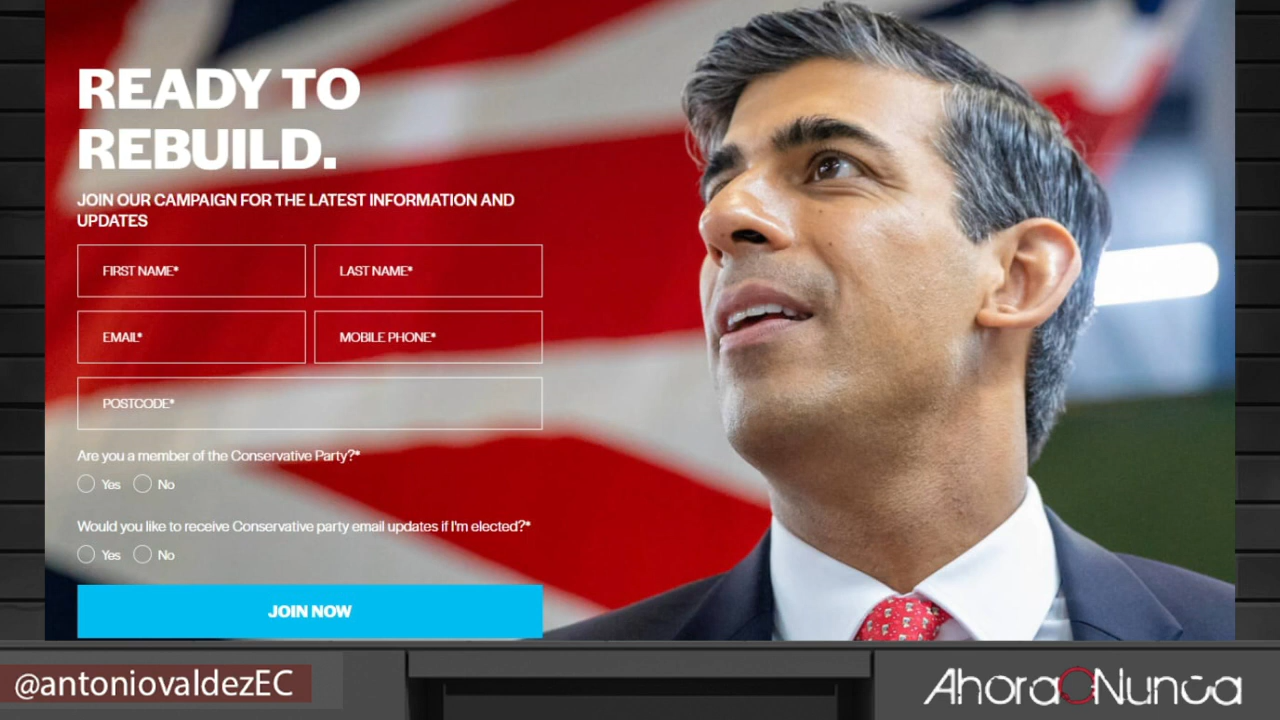 READY TO
REBUILD.
JOIN OUR CAMPAIGN FOR THE LATEST INFORMATION AND
UPDATES
FIRST NAME*
LAST NAME*
EMAIL*
MOBILE PHONE*
POSTCODE*
Are you a member of the Conservative Party?*
Yes
No
Would you like to receive Conservative party email updates if I'm elected?*
Yes
No
JOIN NOW
@antoniovaldezEC
AhoraONunca